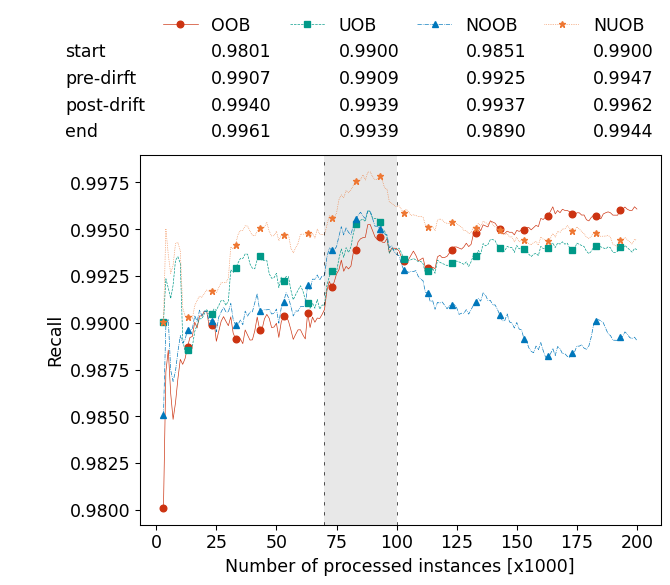 OOB UOB NOOB NUOB
start 0.9801 0.9900 0.9851 0.9900
pre-dirft 0.9907 0.9909 0.9925 0.9947
post-drift 0.9940 0.9939 0.9937 0.9962
end 0.9961 0.9939 0.9890 0.9944
0.9975
0.9950
0.9925
0.9900
0.9875
0.9850
0.9825
0.9800
Recall
0 25 50 75 100 125 150 175 200
Number of processed instances [x1000]